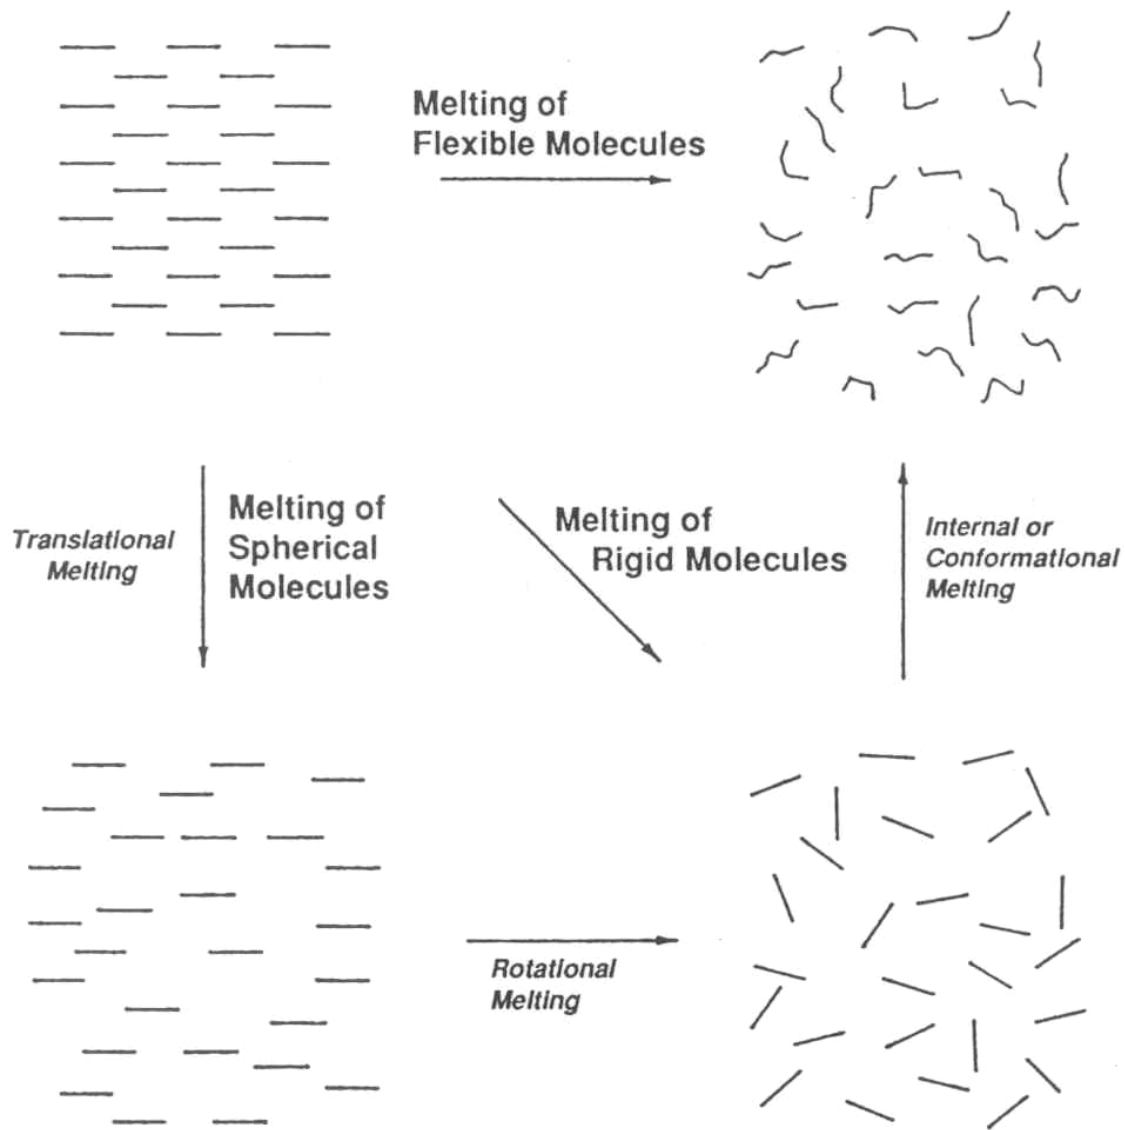 Melting of
Flexible Molecules
Translational
Melting
Melting of
Spherical
Molecules
Melting of
Rigid Molecules
Internal or
Conformational
Melting
Rotational
Melting